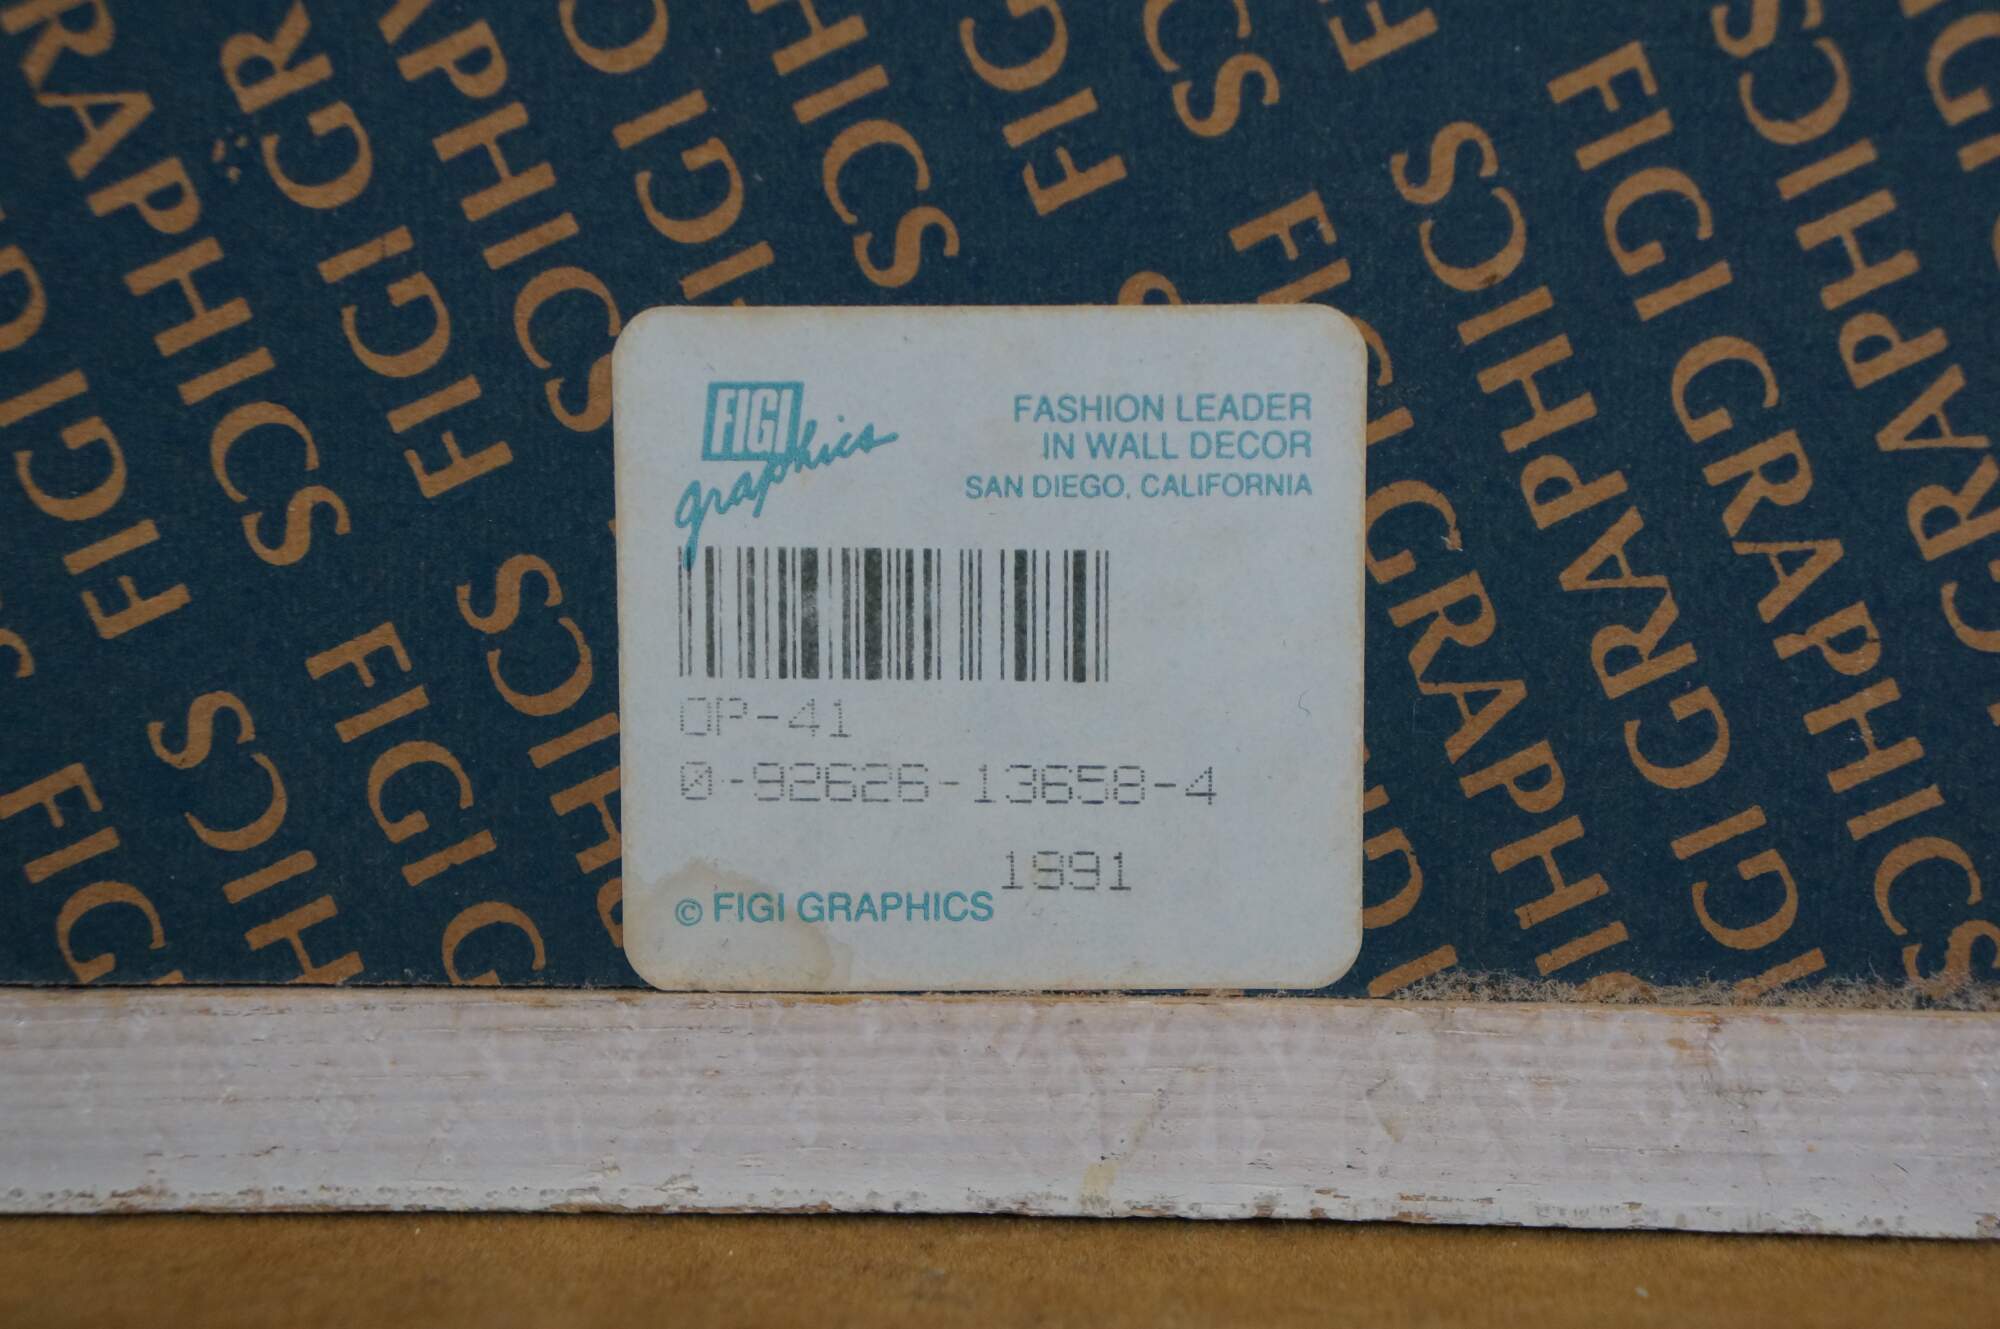 FIGI
graphics
FASHION LEADER
IN WALL DECOR
SAN DIEGO, CALIFORNIA
OP-41
0-92626-13658-4
1991
© FIGI GRAPHICS
FIGI GRAPHICS
FIGI GRAPHICS
FIGI GRAPHICS
FIGI GRAPHICS